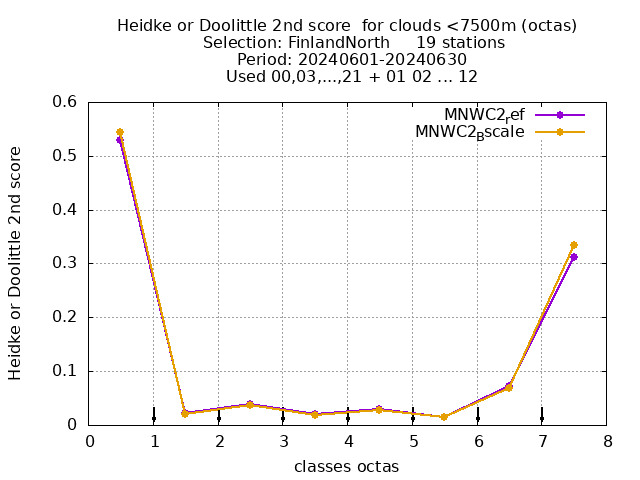 Heidke or Doolittle 2nd score  for clouds <7500m (octas)
Selection: FinlandNorth     19 stations
Period: 20240601-20240630
Used 00,03,...,21 + 01 02 ... 12
MNWC2ref
MNWC2Bscale
Heidke or Doolittle 2nd score
0.6
0.5
0.4
0.3
0.2
0.1
0
0 1 2 3 4 5 6 7 8
classes octas